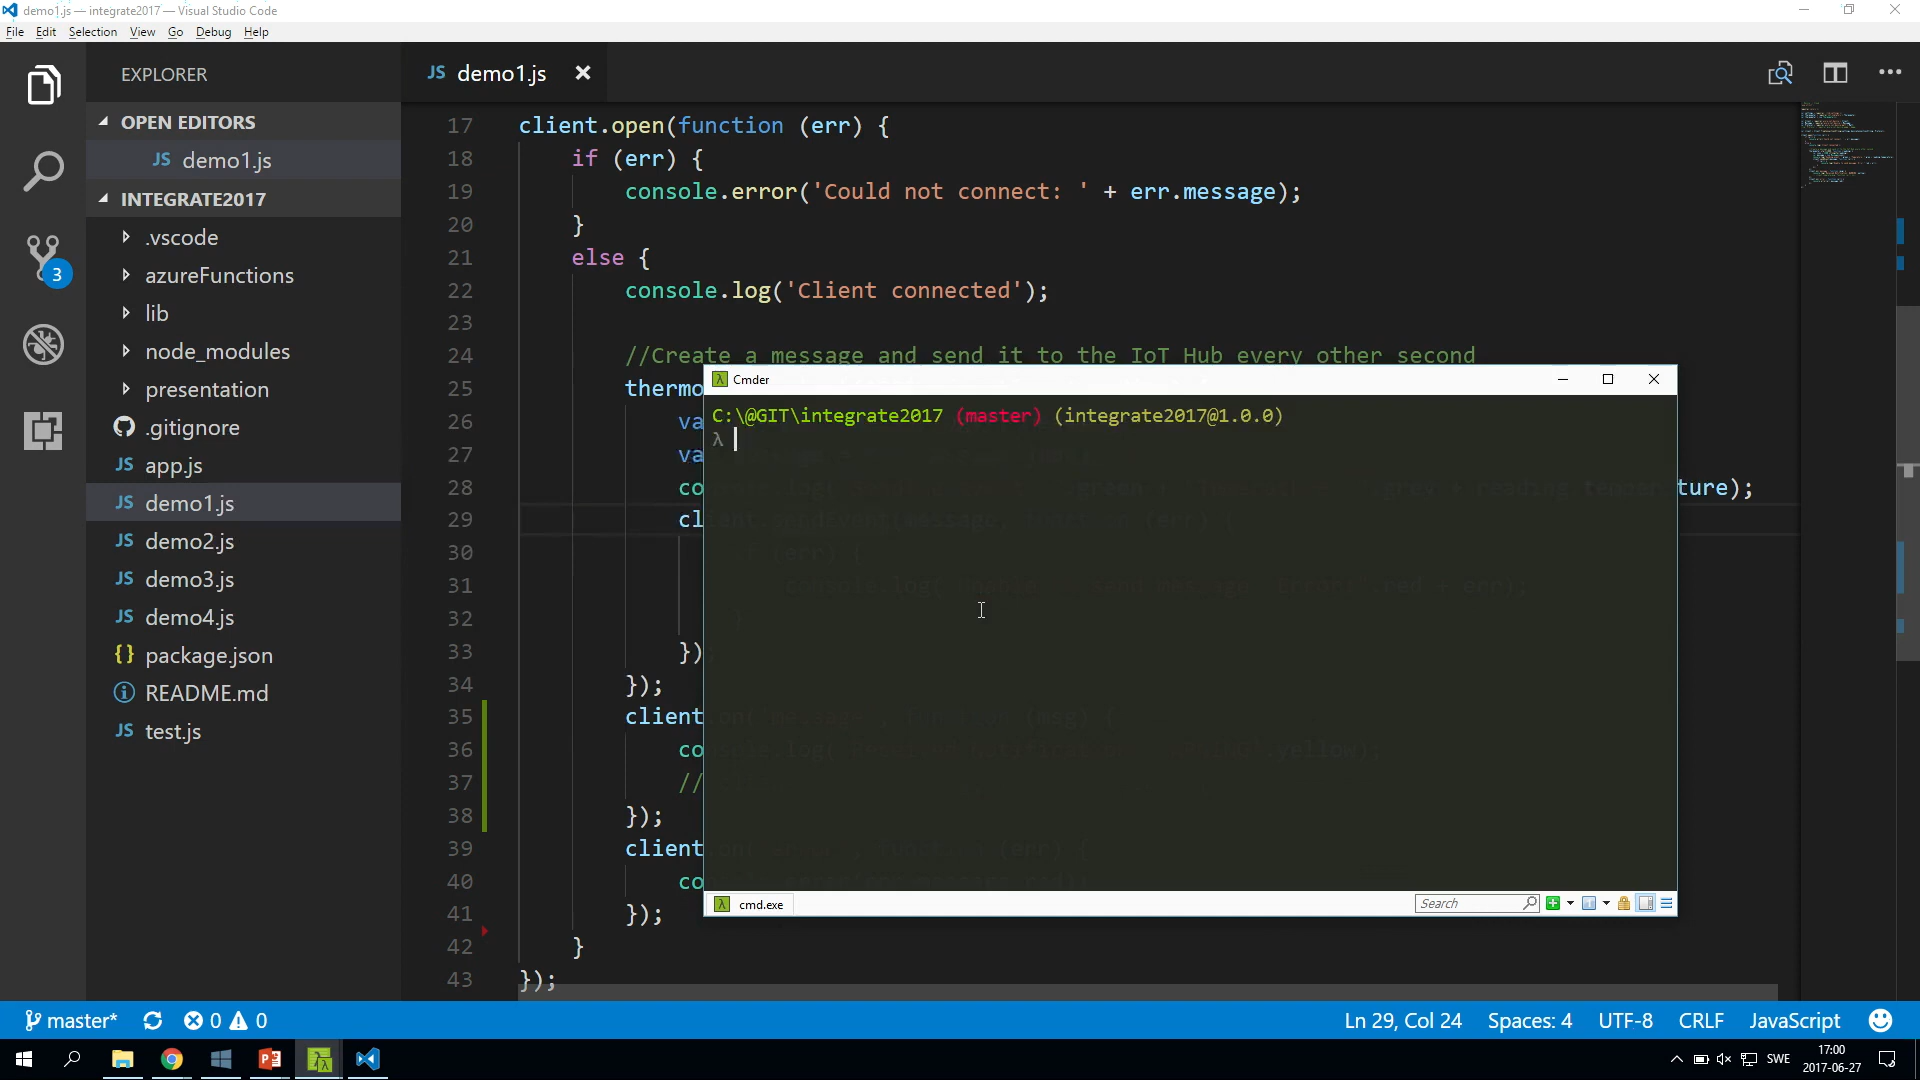 demo1.js — integrate2017 — Visual Studio Code
File Edit Selection View Go Debug Help
EXPLORER
OPEN EDITORS
JS demo1.js
INTEGRATE2017
.vscode
azureFunctions
lib
node_modules
presentation
.gitignore
JS app.js
JS demo1.js
JS demo2.js
JS demo3.js
JS demo4.js
{} package.json
README.md
JS test.js
3
JS demo1.js
17 client.open(function (err) {
18 if (err) {
19 console.error('Could not connect: ' + err.message);
20 }
21 else {
22 console.log('Client connected');
23
24 //Create a message and send it to the IoT Hub every other second
25 thermo
26 va
27 va
28 co ture);
29 cl
30
31
32
33 })
34 });
35 client
36 co
37 //
38 });
39 client
40 co
41 });
42 }
43 });
Cmder
C:\@GIT\integrate2017 (master) (integrate2017@1.0.0)
λ
cmd.exe
Search
master* 0 0
Ln 29, Col 24 Spaces: 4 UTF-8 CRLF JavaScript
SWE
17:00
2017-06-27